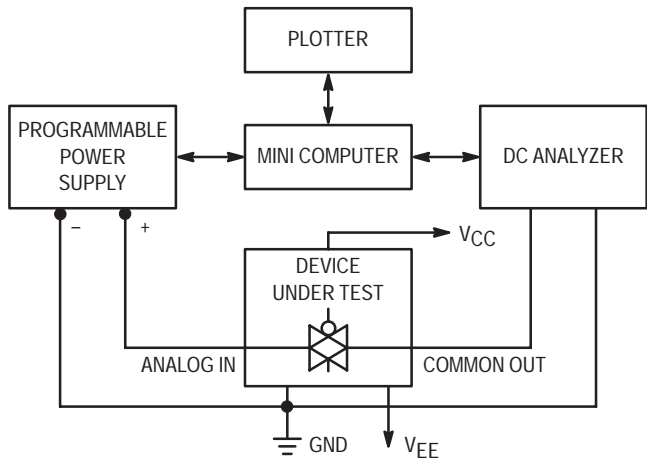 PLOTTER
PROGRAMMABLE
POWER
SUPPLY
MINI COMPUTER
DC ANALYZER
–
+
VCC
DEVICE
UNDER TEST
ANALOG IN
COMMON OUT
GND
VEE